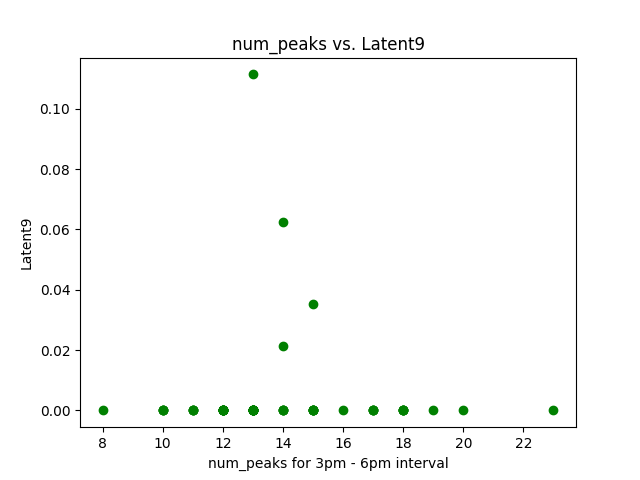 num_peaks vs. Latent9
0.10
0.08
0.06
0.04
0.02
0.00
Latent9
8 10 12 14 16 18 20 22
num_peaks for 3pm - 6pm interval